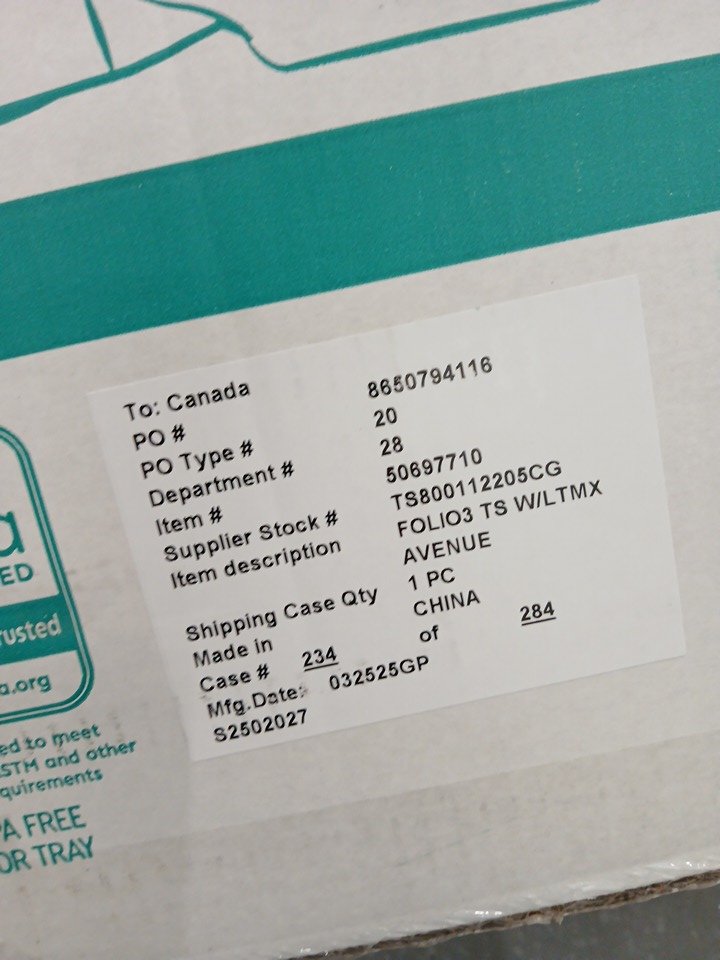 To: Canada
PO # 8650794116
PO Type # 20
Department # 28
Item # 50697710
Supplier Stock # TS800112205CG
Item description FOLIO3 TS W/LTMX
AVENUE
Shipping Case Qty 1 PC
Made in CHINA
Case # 234 of 284
Mfg.Date: 032525GP
S2502027
a
ED
rusted
a.org
ed to meet
STM and other
quirements
PA FREE
OR TRAY